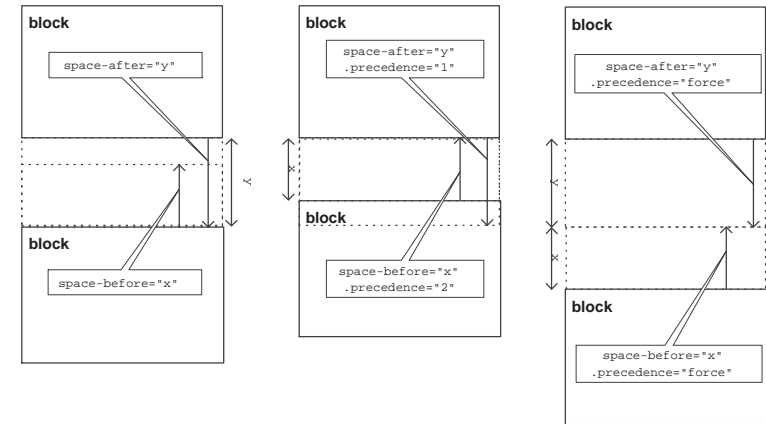 block
space-after="y"
y
block
space-before="x"
block
space-after="y"
.precedence="1"
x
block
space-before="x"
.precedence="2"
block
space-after="y"
.precedence="force"
y
x
block
space-before="x"
.precedence="force"